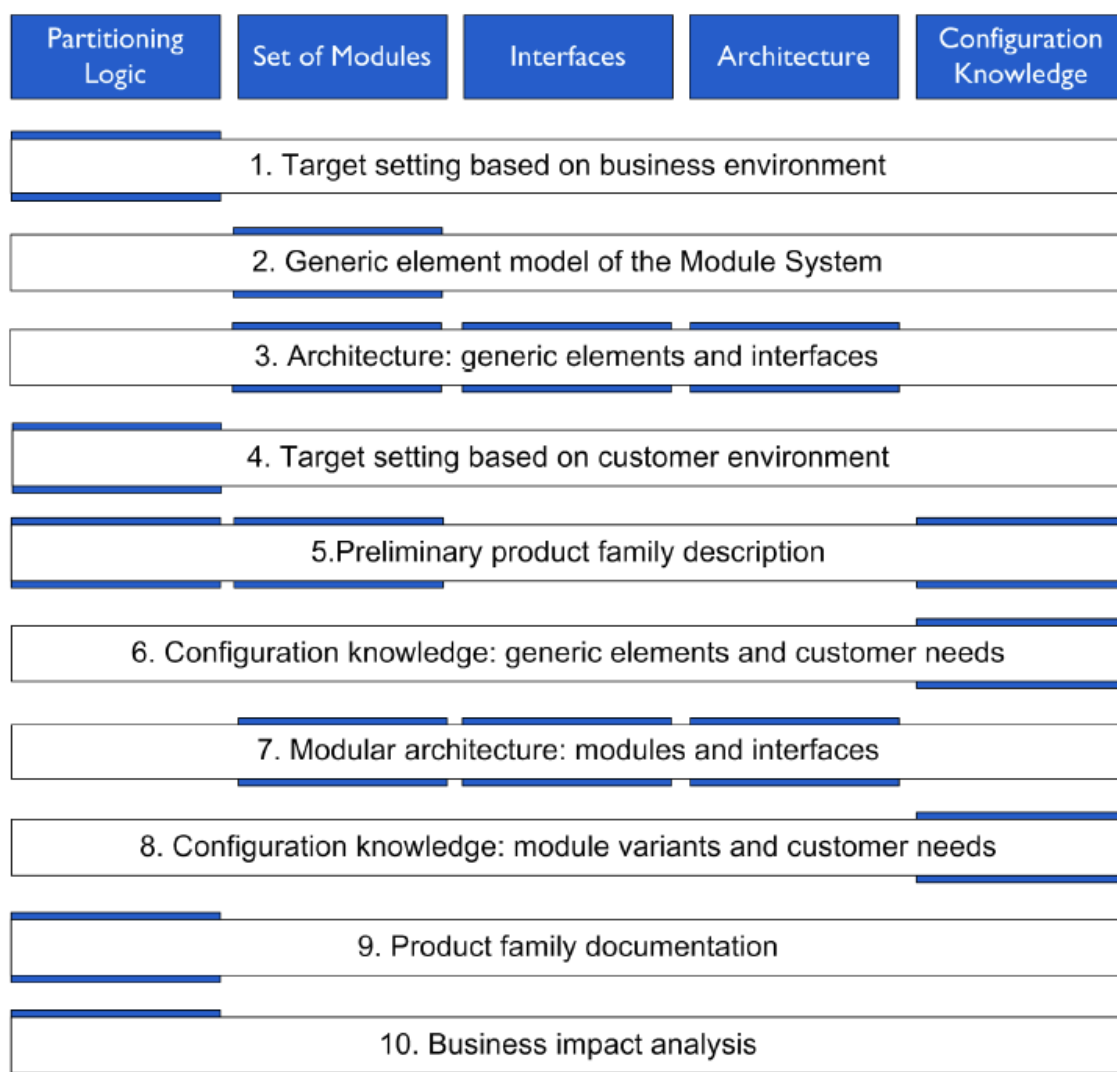 Partitioning
Logic
Set of Modules
Interfaces
Architecture
Configuration
Knowledge
1. Target setting based on business environment
2. Generic element model of the Module System
3. Architecture: generic elements and interfaces
4. Target setting based on customer environment
5.Preliminary product family description
6. Configuration knowledge: generic elements and customer needs
7. Modular architecture: modules and interfaces
8. Configuration knowledge: module variants and customer needs
9. Product family documentation
10. Business impact analysis